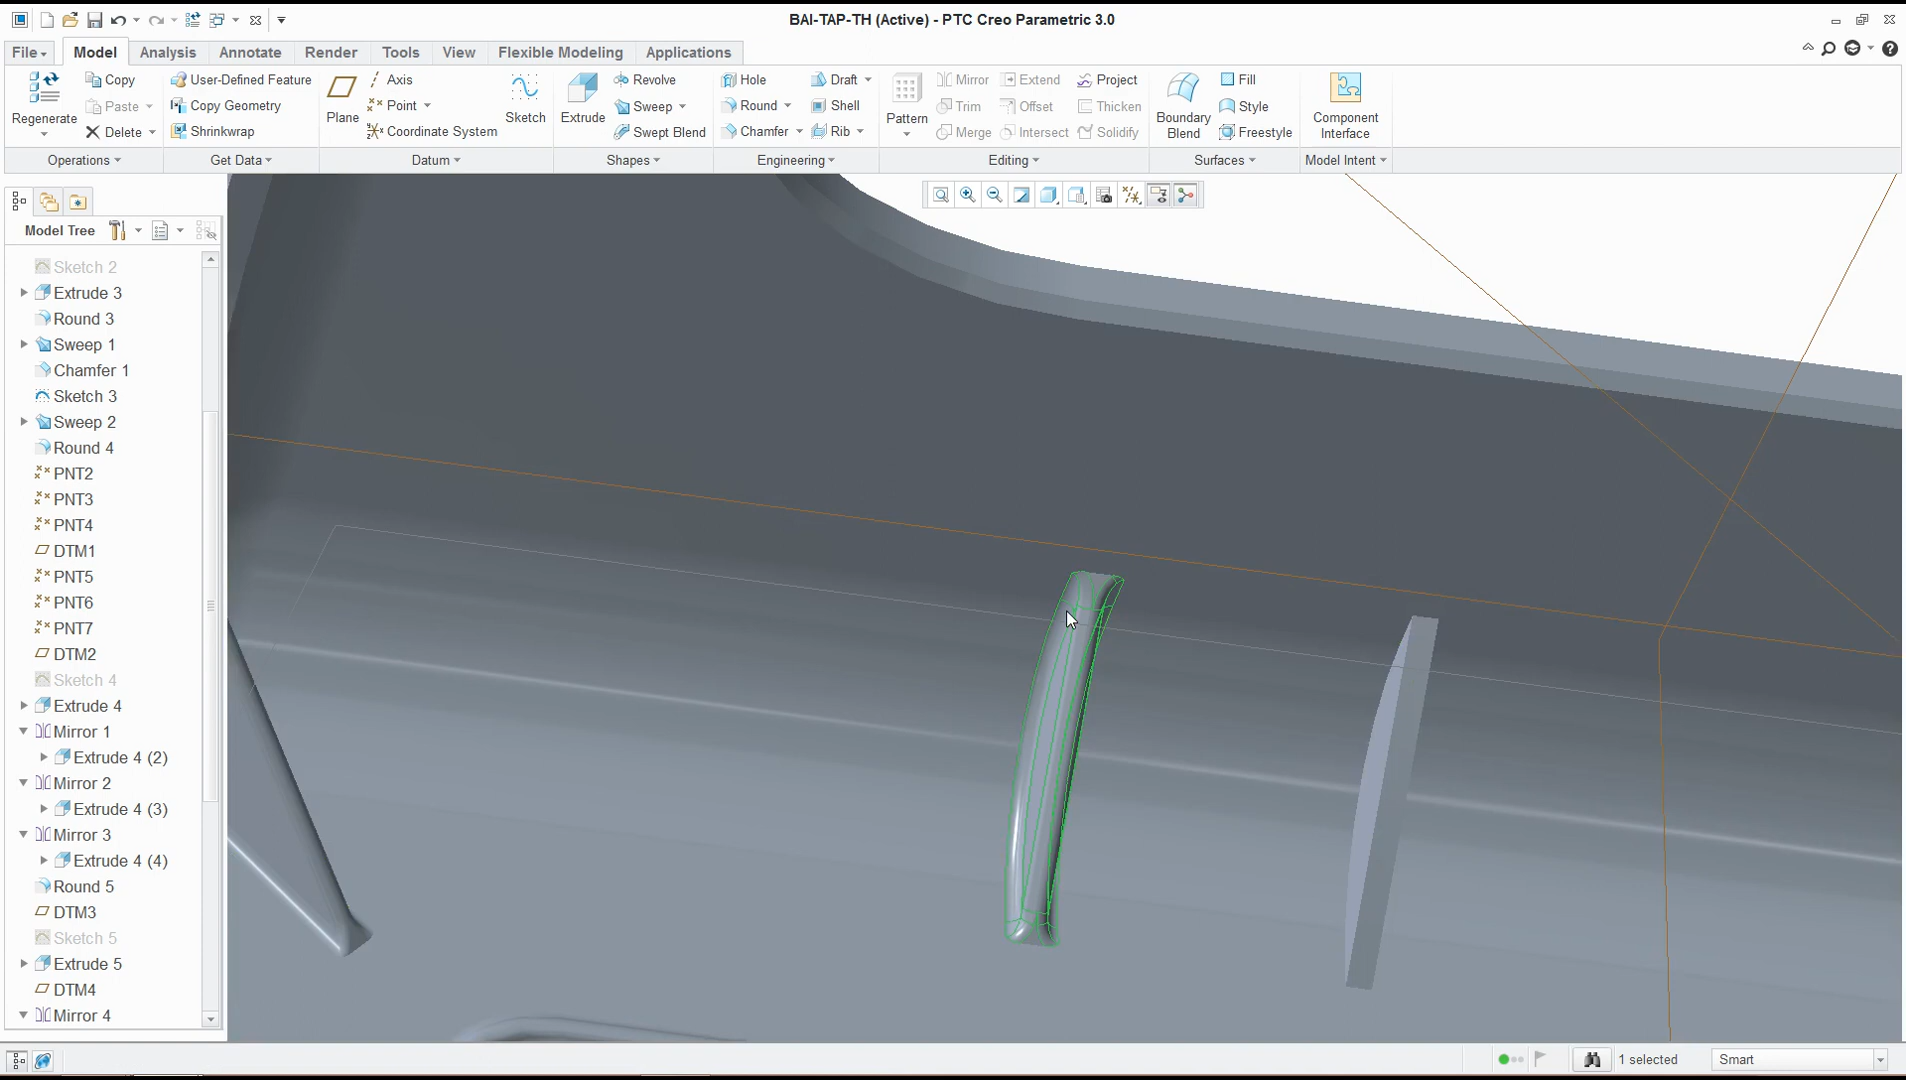 BAI-TAP-TH (Active) - PTC Creo Parametric 3.0
File Model Analysis Annotate Render Tools View Flexible Modeling Applications
Copy User-Defined Feature Axis Revolve Hole Draft Mirror Extend Project Fill
Paste Copy Geometry Point Sweep Round Shell Trim Offset Thicken Style
Regenerate Plane Sketch Extrude Pattern Boundary Blend Component Interface
Delete Shrinkwrap Coordinate System Swept Blend Chamfer Rib Merge Intersect Solidify Freestyle
Operations Get Data Datum Shapes Engineering Editing Surfaces Model Intent
Model Tree
Sketch 2
Extrude 3
Round 3
Sweep 1
Chamfer 1
Sketch 3
Sweep 2
Round 4
PNT2
PNT3
PNT4
DTM1
PNT5
PNT6
PNT7
DTM2
Sketch 4
Extrude 4
Mirror 1
Extrude 4 (2)
Mirror 2
Extrude 4 (3)
Mirror 3
Extrude 4 (4)
Round 5
DTM3
Sketch 5
Extrude 5
DTM4
Mirror 4
1 selected Smart